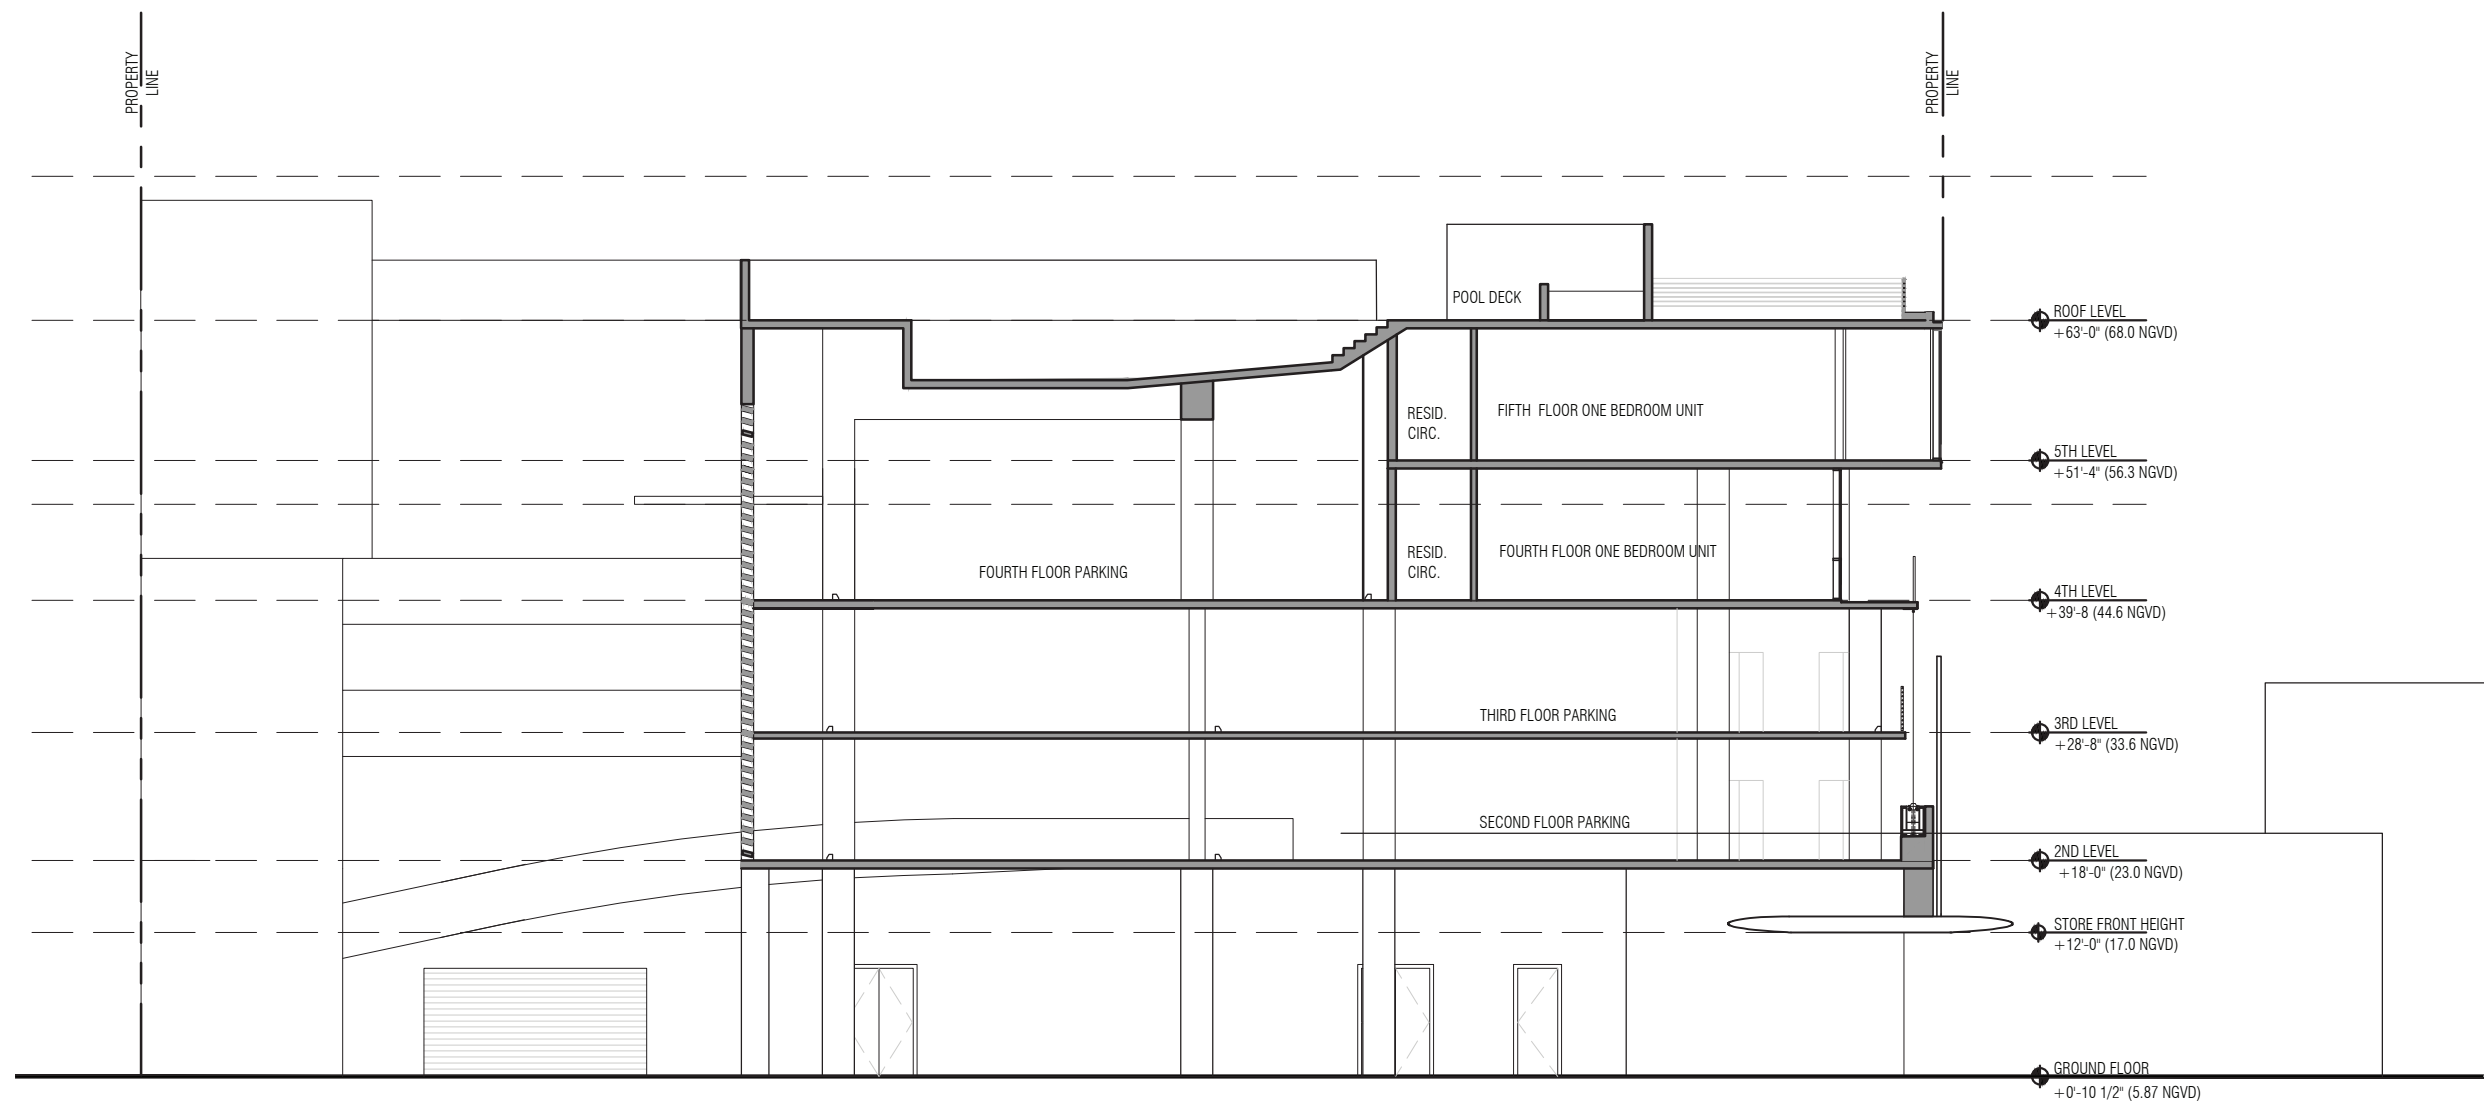 PROPERTY
LINE
PROPERTY
LINE
POOL DECK
ROOF LEVEL
+63'-0" (68.0 NGVD)
RESID.
CIRC.
FIFTH FLOOR ONE BEDROOM UNIT
5TH LEVEL
+51'-4" (56.3 NGVD)
FOURTH FLOOR PARKING
RESID.
CIRC.
FOURTH FLOOR ONE BEDROOM UNIT
4TH LEVEL
+39'-8 (44.6 NGVD)
THIRD FLOOR PARKING
3RD LEVEL
+28'-8" (33.6 NGVD)
SECOND FLOOR PARKING
2ND LEVEL
+18'-0" (23.0 NGVD)
STORE FRONT HEIGHT
+12'-0" (17.0 NGVD)
GROUND FLOOR
+0'-10 1/2" (5.87 NGVD)